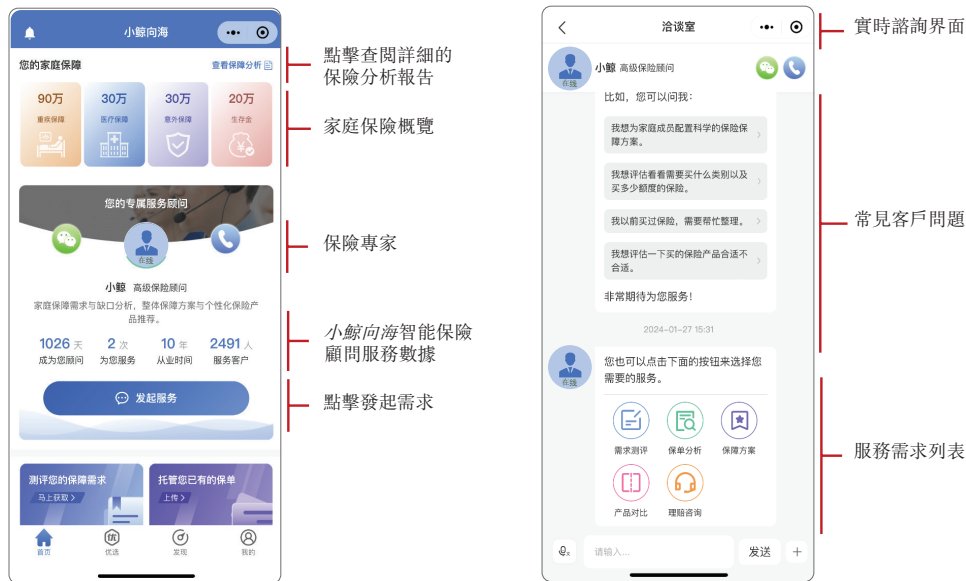 小鲸向海
您的家庭保障
查看保障分析
90万
30万
30万
20万
重疾保障
医疗保障
意外保障
生存金
您的专属服务顾问
在线
小鲸 高级保险顾问
家庭保障需求与缺口分析，整体保障方案与个性化保险产
品推荐。
1026 天
2 次
10 年
2491 人
成为您顾问
为您服务
从业时间
服务客户
发起服务
测评您的保障需求
马上获取
托管您已有的保单
上传
首页
优
优选
发现
我的
點擊查閱詳細的
保險分析報告
家庭保險概覽
保險專家
小鯨向海智能保險
顧問服務數據
點擊發起需求
洽谈室
在线
小鲸 高级保险顾问
比如，您可以问我：
我想为家庭成员配置科学的保险保
障方案。
我想评估看看需要买什么类别以及
买多少额度的保险。
我以前买过保险，需要帮忙整理。
我想评估一下买的保险产品合适不
合适。
非常期待为您服务！
2024-01-27 15:31
在线
您也可以点击下面的按钮来选择您
需要的服务。
需求测评
保单分析
保障方案
产品对比
理赔咨询
请输入...
发送
實時諮詢界面
常見客戶問題
服務需求列表